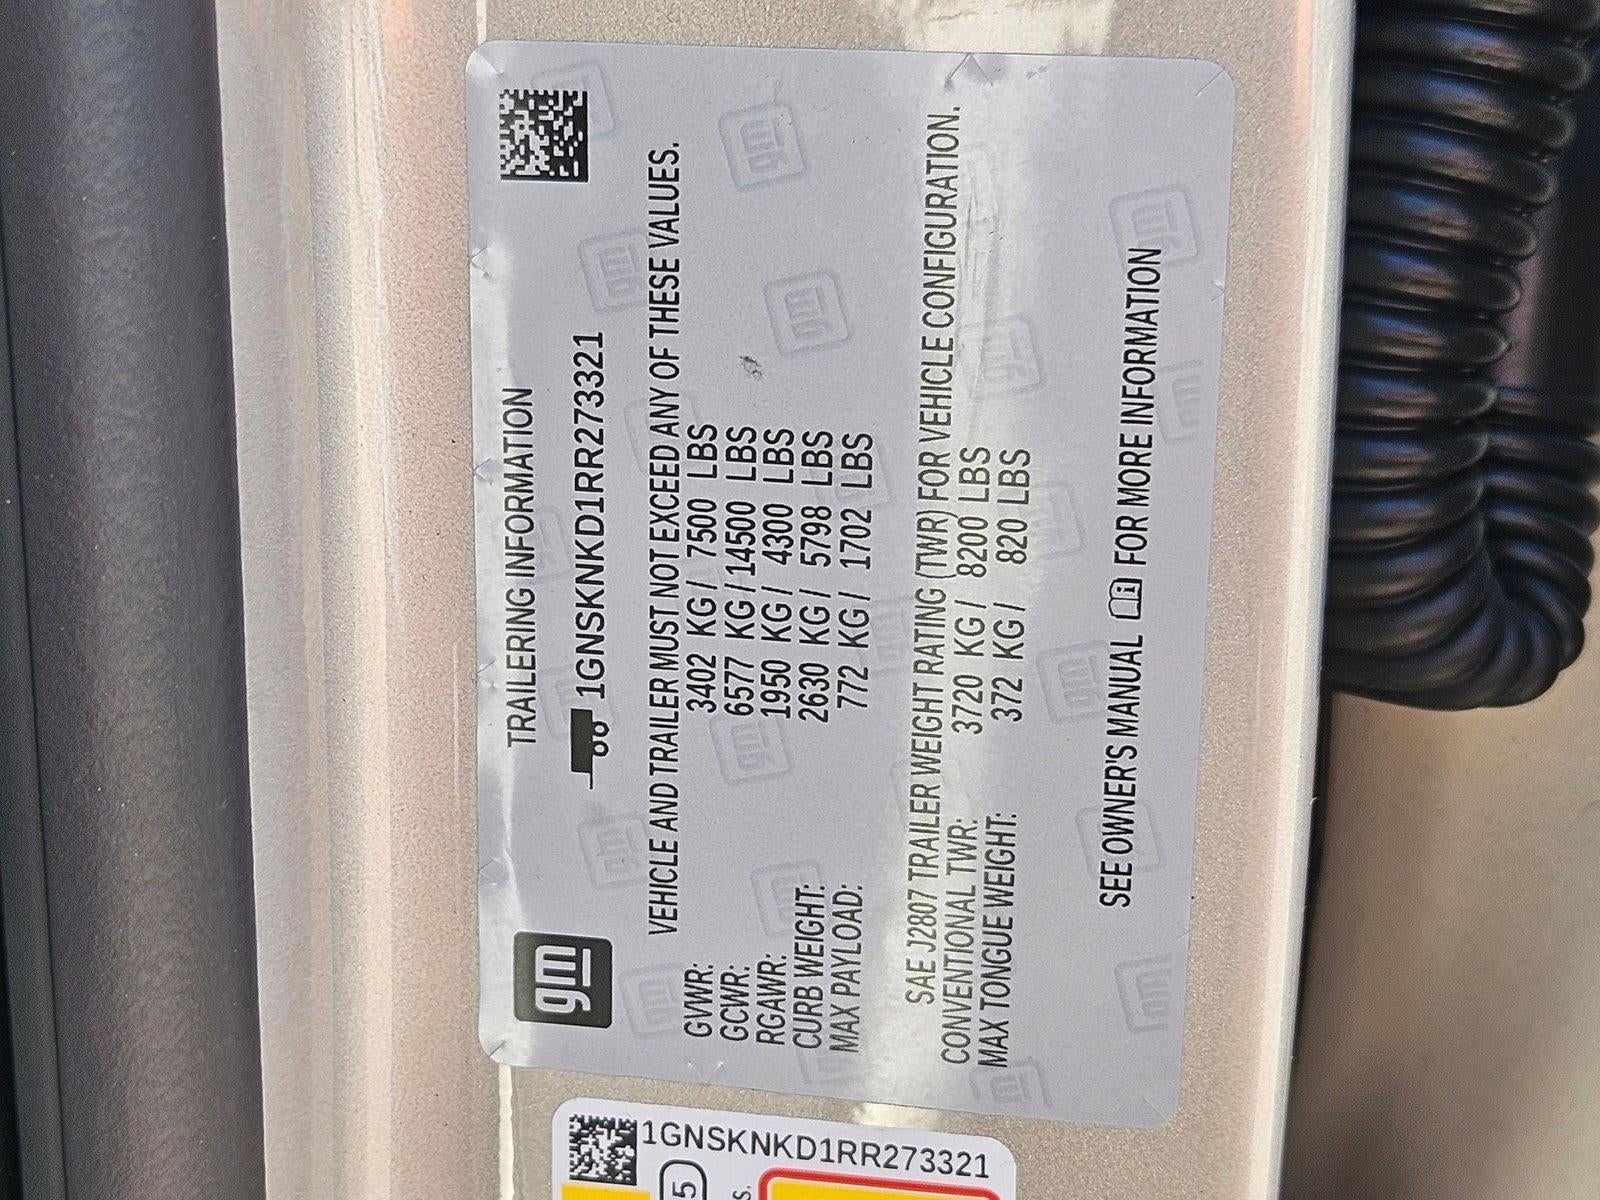 gm
TRAILERING INFORMATION
1GNSKNKD1RR273321
VEHICLE AND TRAILER MUST NOT EXCEED ANY OF THESE VALUES.
GVWR: 3402 KG / 7500 LBS
GCWR: 6577 KG / 14500 LBS
RGAWR: 1950 KG / 4300 LBS
CURB WEIGHT: 2630 KG / 5798 LBS
MAX PAYLOAD: 772 KG / 1702 LBS
SAE J2807 TRAILER WEIGHT RATING (TWR) FOR VEHICLE CONFIGURATION.
CONVENTIONAL TWR: 3720 KG / 8200 LBS
MAX TONGUE WEIGHT: 372 KG / 820 LBS
SEE OWNER'S MANUAL FOR MORE INFORMATION
1GNSKNKD1RR273321
5
s.